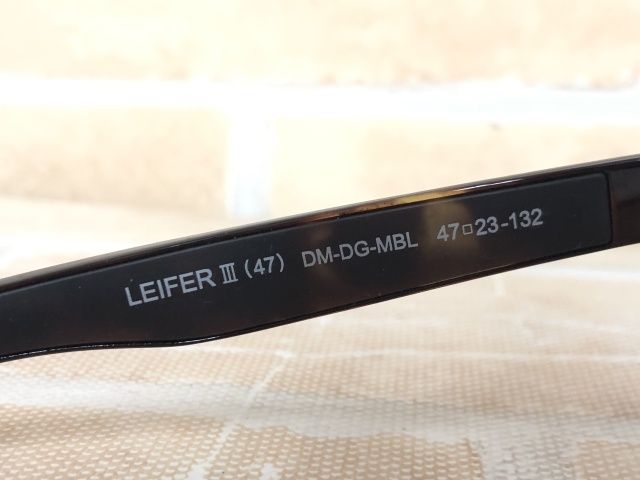 LEIFER Ⅲ (47) DM-DG-MBL 47□23-132